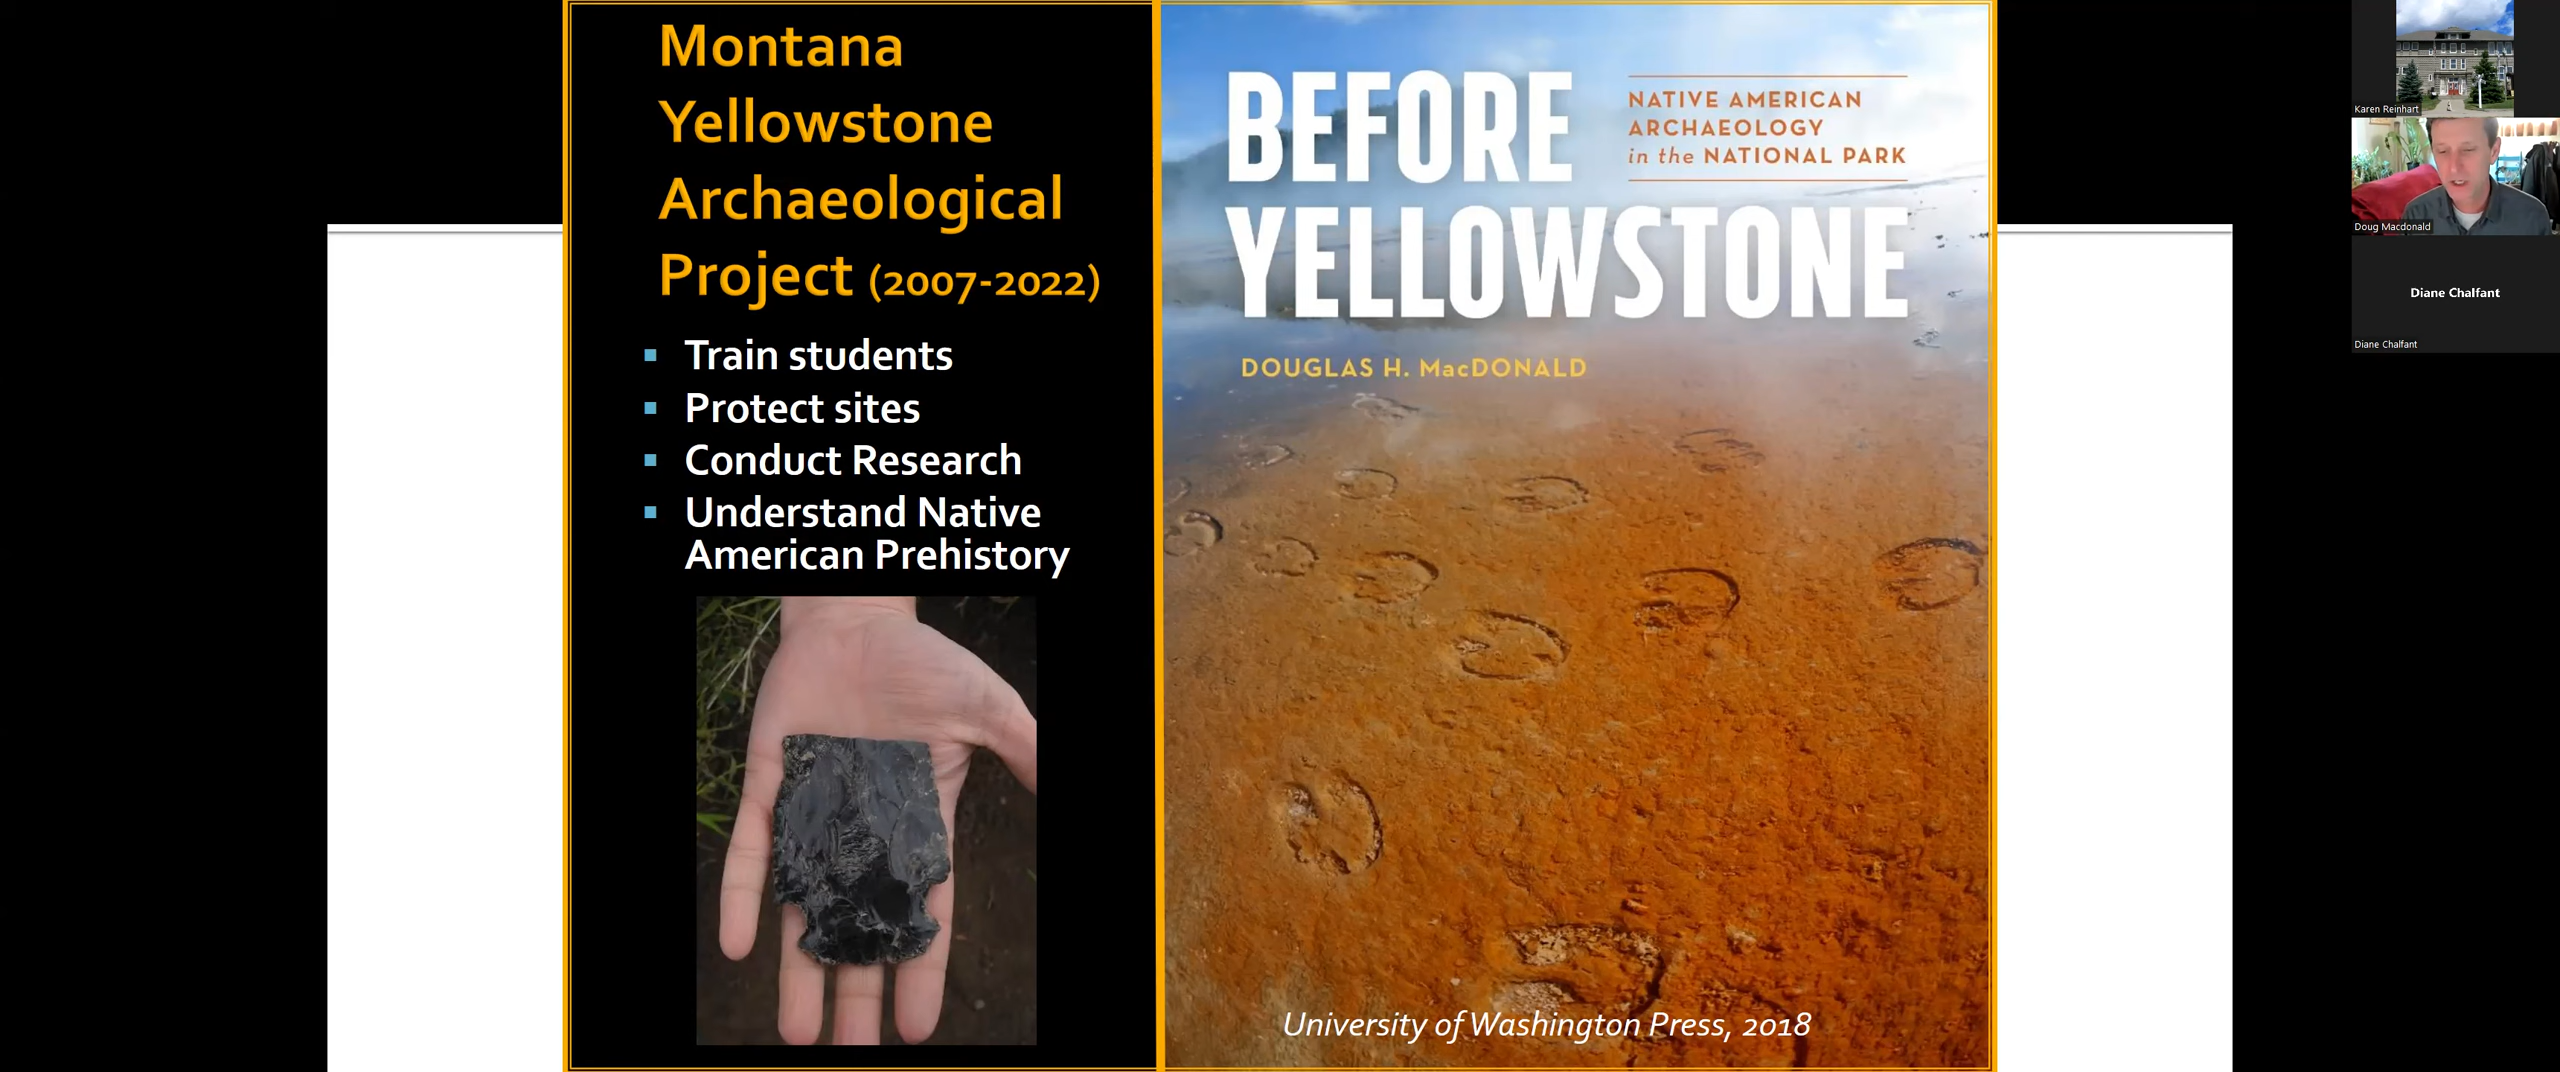 Montana
Yellowstone
Archaeological
Project (2007-2022)
Train students
Protect sites
Conduct Research
Understand Native
American Prehistory
BEFORE
YELLOWSTONE
NATIVE AMERICAN
ARCHAEOLOGY
in the NATIONAL PARK
DOUGLAS H. MacDONALD
University of Washington Press, 2018
Karen Reinhart
Doug Macdonald
Diane Chalfant
Diane Chalfant